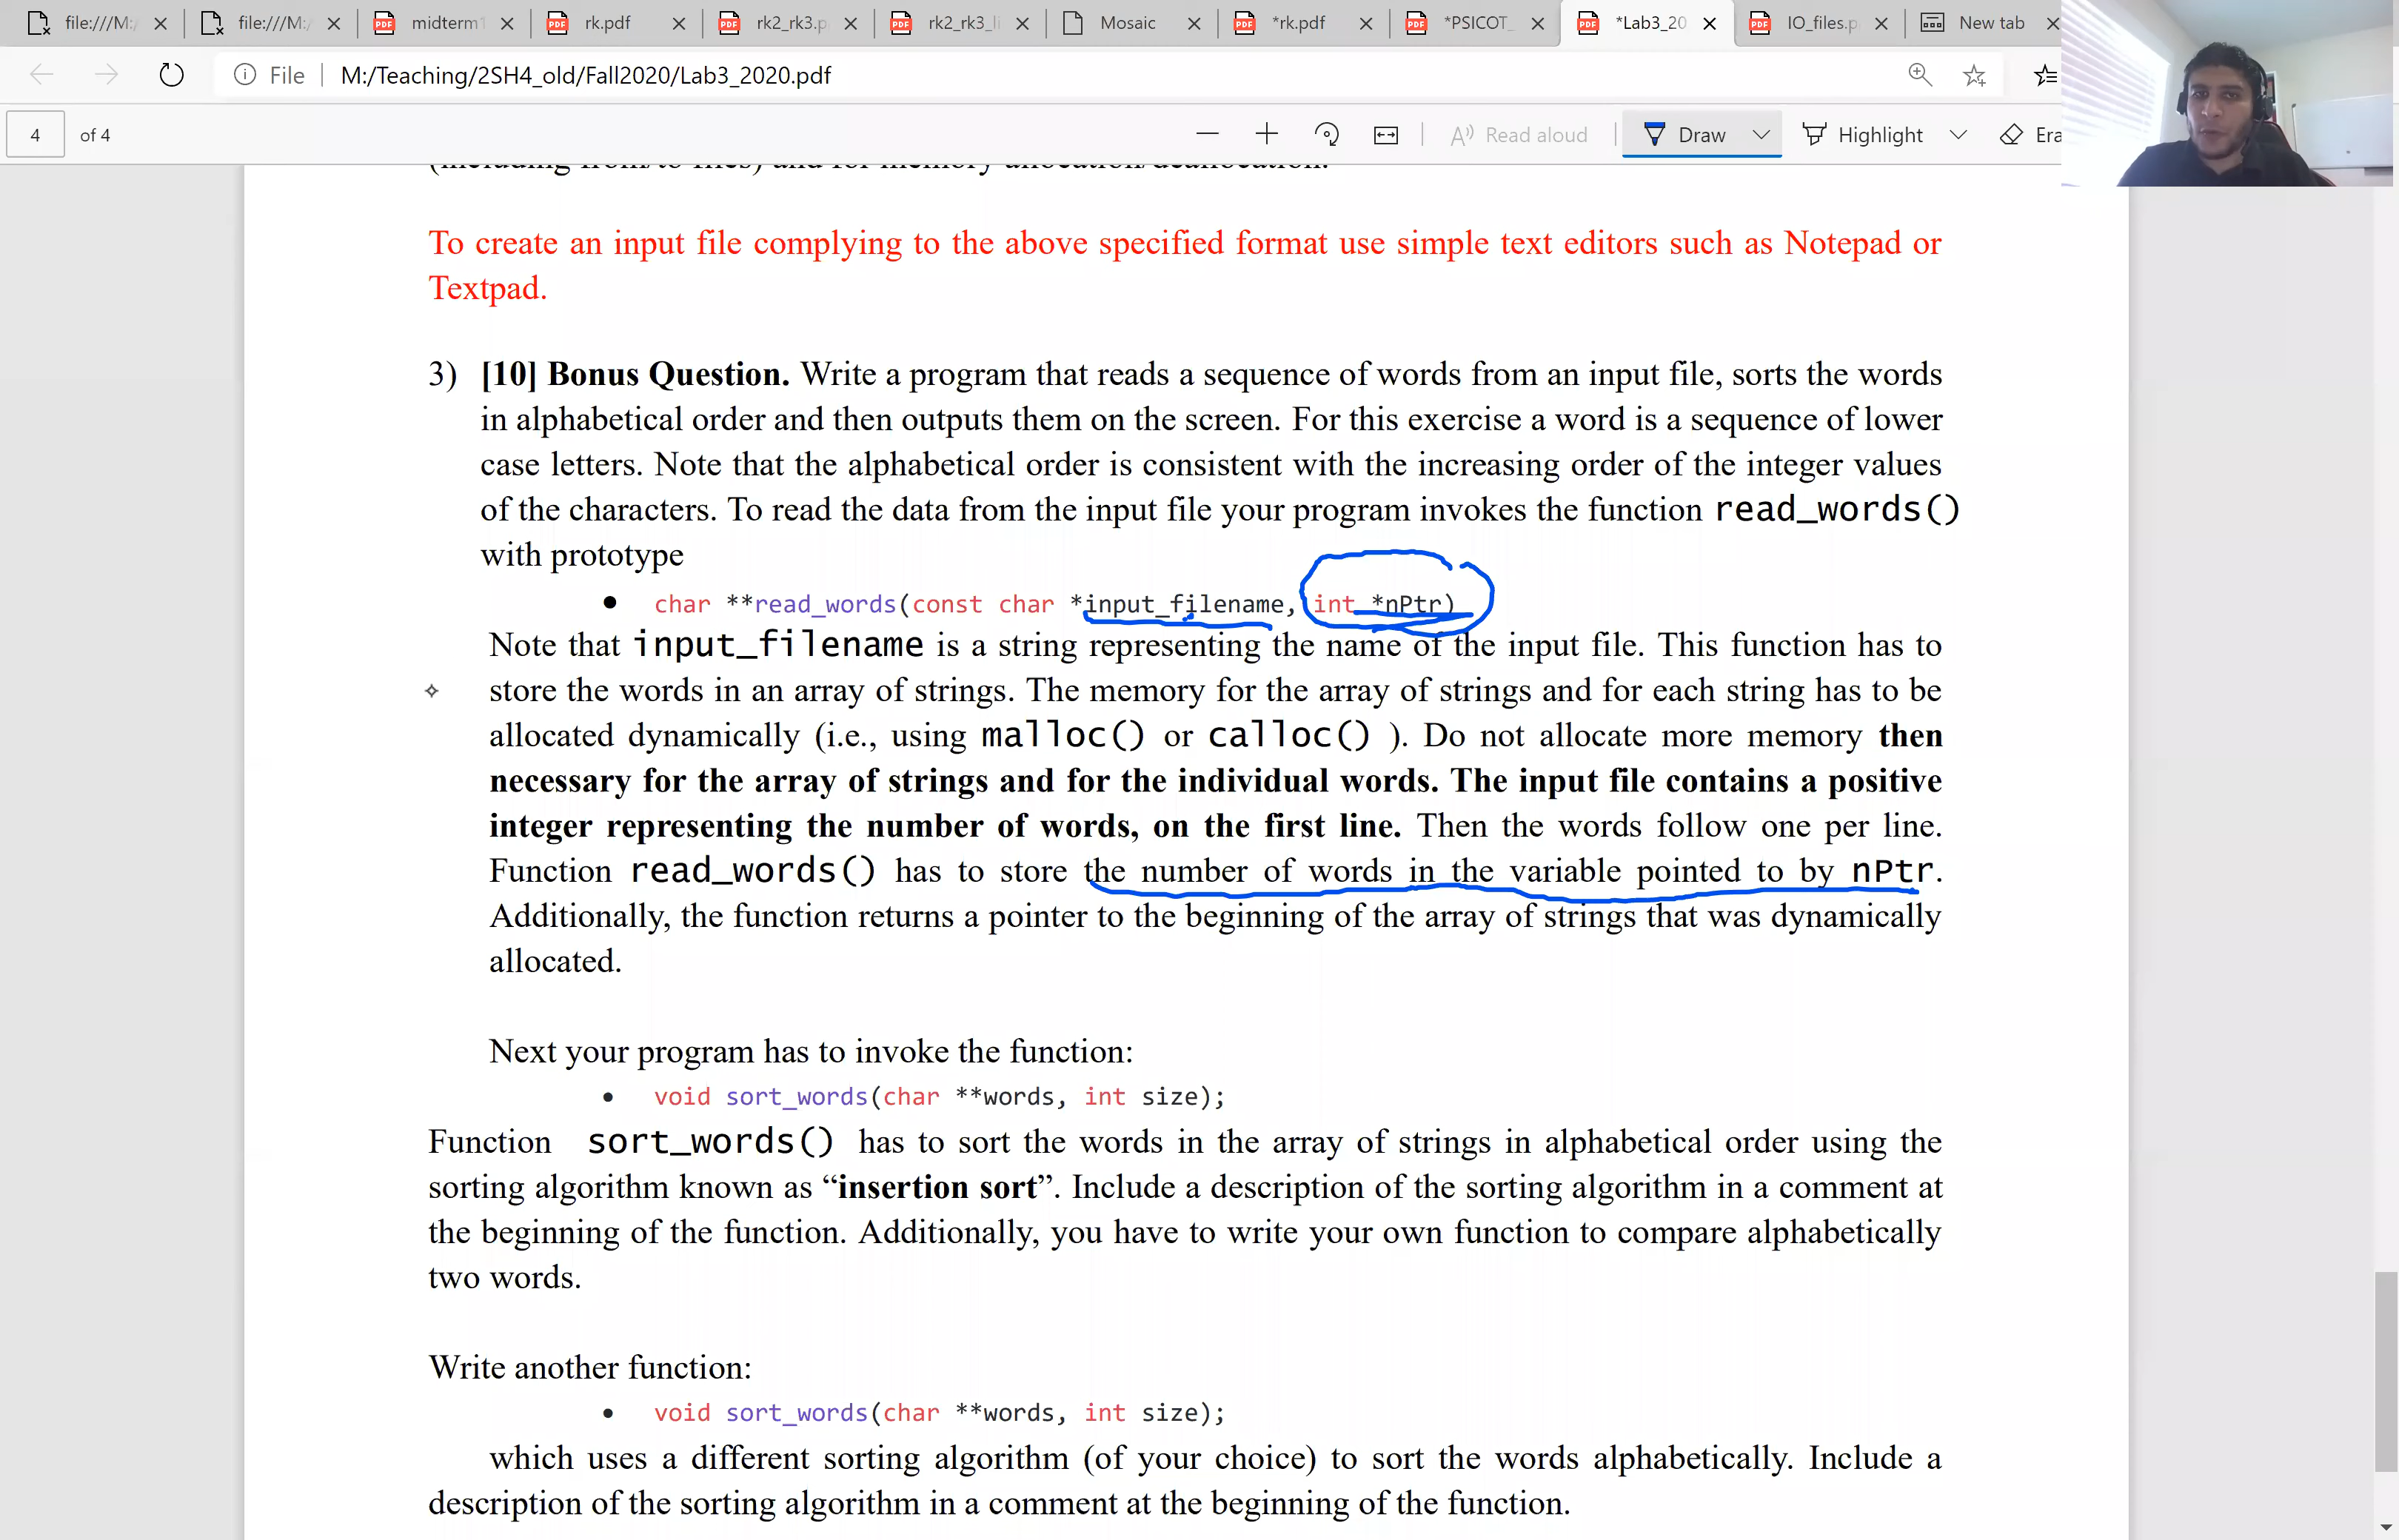 file:///M:/ file:///M:/ midterm1 rk.pdf rk2_rk3.p rk2_rk3_li Mosaic *rk.pdf *PSICOT_ *Lab3_20 IO_files.p New tab
File M:/Teaching/2SH4_old/Fall2020/Lab3_2020.pdf
4 of 4 Read aloud Draw Highlight Era
(including from/to files) and for memory allocation/deallocation.
To create an input file complying to the above specified format use simple text editors such as Notepad or
Textpad.
3) [10] Bonus Question. Write a program that reads a sequence of words from an input file, sorts the words
in alphabetical order and then outputs them on the screen. For this exercise a word is a sequence of lower
case letters. Note that the alphabetical order is consistent with the increasing order of the integer values
of the characters. To read the data from the input file your program invokes the function read_words()
with prototype
● char **read_words(const char *input_filename, int *nPtr)
Note that input_filename is a string representing the name of the input file. This function has to
store the words in an array of strings. The memory for the array of strings and for each string has to be
allocated dynamically (i.e., using malloc() or calloc() ). Do not allocate more memory then
necessary for the array of strings and for the individual words. The input file contains a positive
integer representing the number of words, on the first line. Then the words follow one per line.
Function read_words() has to store the number of words in the variable pointed to by nPtr.
Additionally, the function returns a pointer to the beginning of the array of strings that was dynamically
allocated.
Next your program has to invoke the function:
• void sort_words(char **words, int size);
Function sort_words() has to sort the words in the array of strings in alphabetical order using the
sorting algorithm known as “insertion sort”. Include a description of the sorting algorithm in a comment at
the beginning of the function. Additionally, you have to write your own function to compare alphabetically
two words.
Write another function:
• void sort_words(char **words, int size);
which uses a different sorting algorithm (of your choice) to sort the words alphabetically. Include a
description of the sorting algorithm in a comment at the beginning of the function.